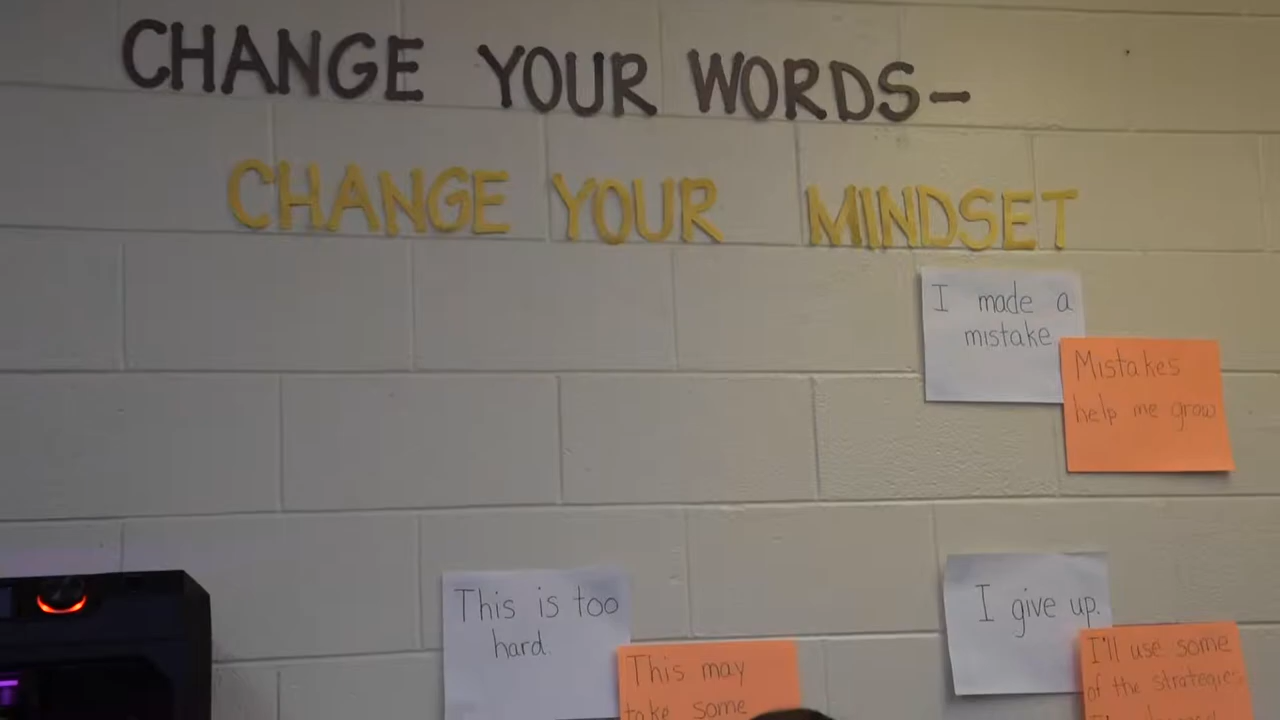 CHANGE YOUR WORDS-
CHANGE YOUR MINDSET
I made a
mistake
Mistakes
help me grow
This is too
hard.
This may
take some
I give up.
I'll use some
of the strategies